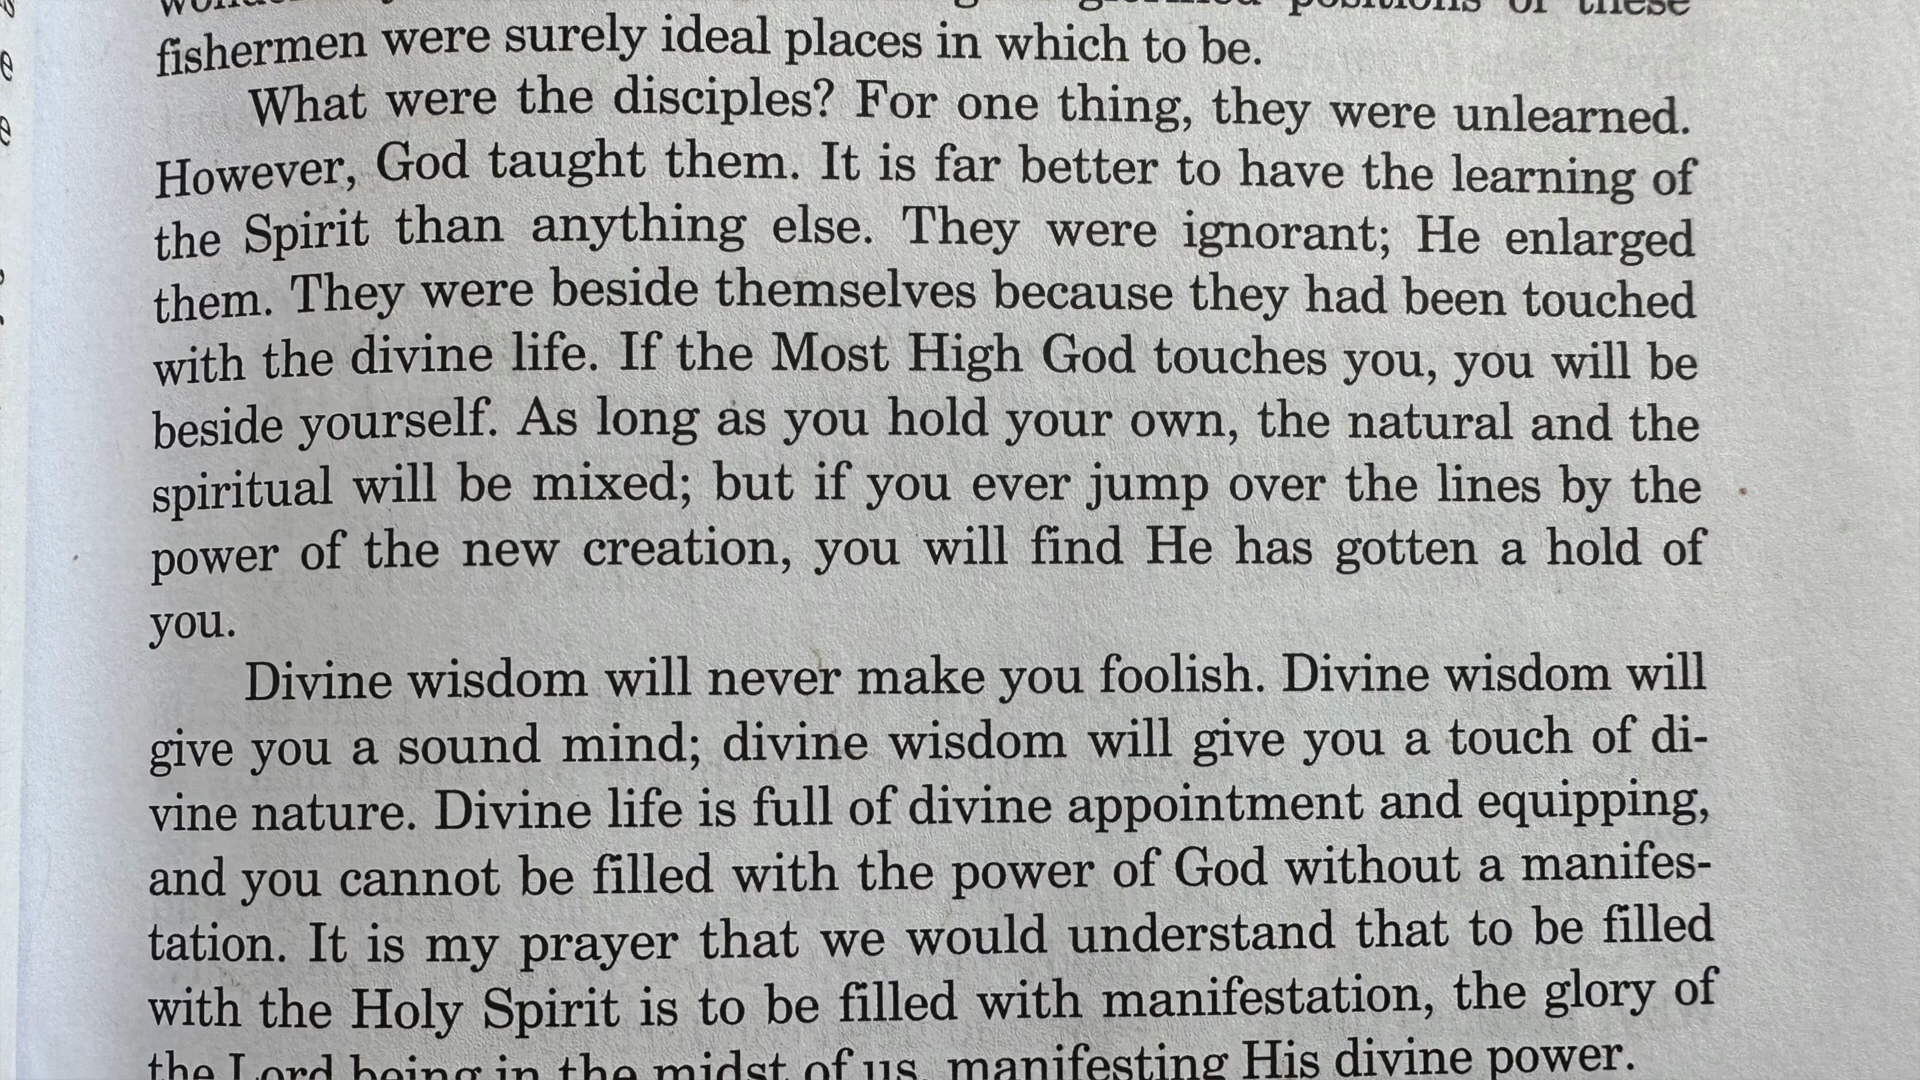 positions of these
fishermen were surely ideal places in which to be.
What were the disciples? For one thing, they were unlearned.
However, God taught them. It is far better to have the learning of
the Spirit than anything else. They were ignorant; He enlarged
them. They were beside themselves because they had been touched
with the divine life. If the Most High God touches you, you will be
beside yourself. As long as you hold your own, the natural and the
spiritual will be mixed; but if you ever jump over the lines by the
power of the new creation, you will find He has gotten a hold of
you.
Divine wisdom will never make you foolish. Divine wisdom will
give you a sound mind; divine wisdom will give you a touch of di-
vine nature. Divine life is full of divine appointment and equipping,
and you cannot be filled with the power of God without a manifes-
tation. It is my prayer that we would understand that to be filled
with the Holy Spirit is to be filled with manifestation, the glory of
the Lord being in the midst of us, manifesting His divine power.